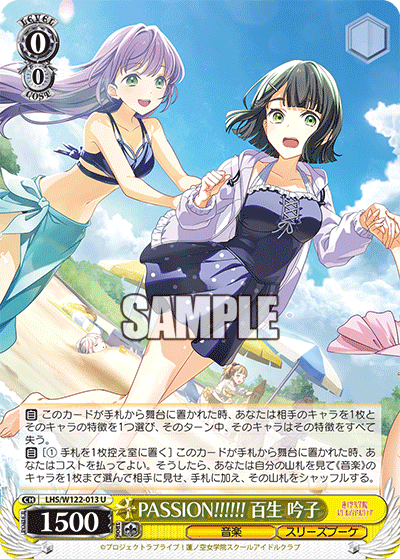 LEVEL
0
0
COST
SAMPLE
自 このカードが手札から舞台に置かれた時、あなたは相手のキャラを1枚と
そのキャラの特徴を1つ選び、そのターン中、そのキャラはその特徴をすべて
失う。
自 [① 手札を1枚控え室に置く] このカードが手札から舞台に置かれた時、あ
なたはコストを払ってよい。そうしたら、あなたは自分の山札を見て《音楽》の
キャラを1枚まで選んで相手に見せ、手札に加え、その山札をシャッフルする。
CH LHS/W122-013 U
1500
PASSION!!!!!! 百生 吟子
音楽
スリーズブーケ
©プロジェクトラブライブ!蓮ノ空女学院スクールアイドルクラブ